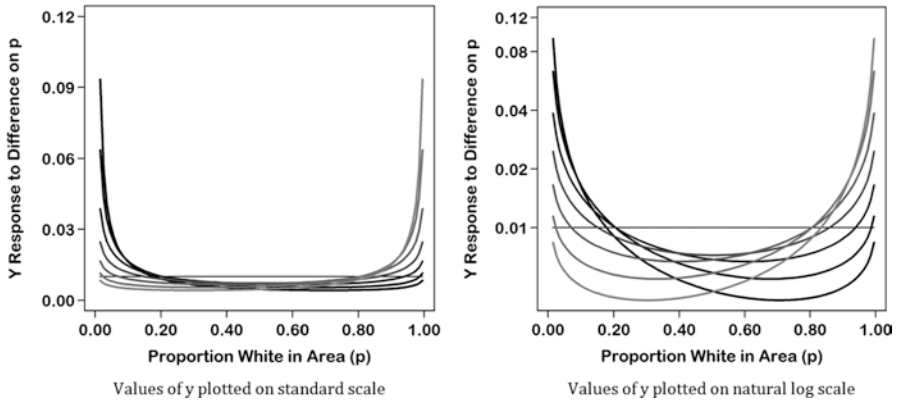 Y Response to Difference on p
0.12
0.09
0.06
0.03
0.00
0.00 0.20 0.40 0.60 0.80 1.00
Proportion White in Area (p)
Values of y plotted on standard scale
Y Response to Difference on p
0.12
0.08
0.04
0.02
0.01
0.00 0.20 0.40 0.60 0.80 1.00
Proportion White in Area (p)
Values of y plotted on natural log scale